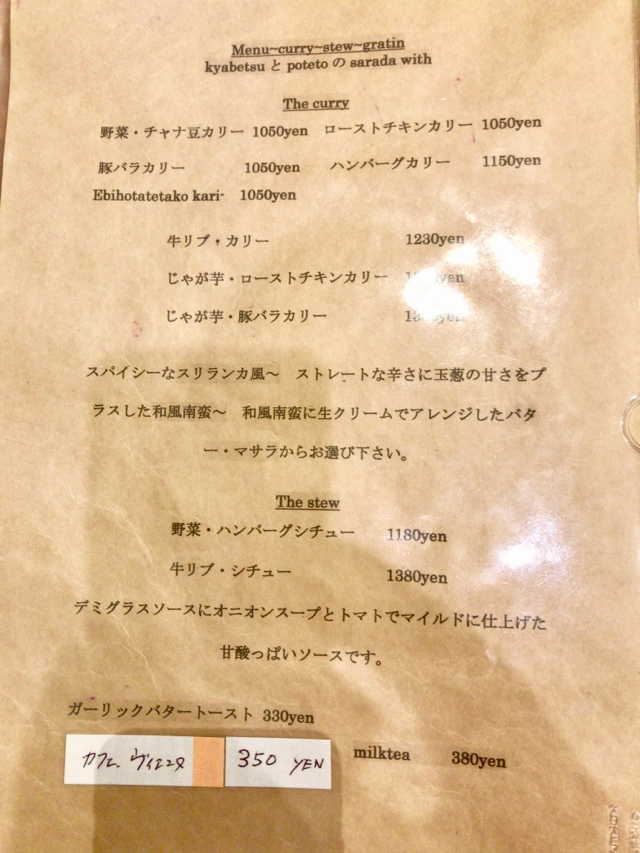 Menu~curry~stew~gratin
kyabetsu と poteto の sarada with
The curry
野菜・チャナ豆カリー 1050yen ローストチキンカリー 1050yen
豚バラカリー 1050yen ハンバーグカリー 1150yen
Ebihotatetako kari- 1050yen
牛リブ・カリー 1230yen
じゃが芋・ローストチキンカリー
じゃが芋・豚バラカリー
スパイシーなスリランカ風～ ストレートな辛さに玉葱の甘さをプ
ラスした和風南蛮～ 和風南蛮に生クリームでアレンジしたバタ
ー・マサラからお選び下さい。
The stew
野菜・ハンバーグシチュー 1180yen
牛リブ・シチュー 1380yen
デミグラスソースにオニオンスープとトマトでマイルドに仕上げた
甘酸っぱいソースです。
ガーリックバタートースト 330yen
カフェ ヴィエンナ 350 YEN milktea 380yen